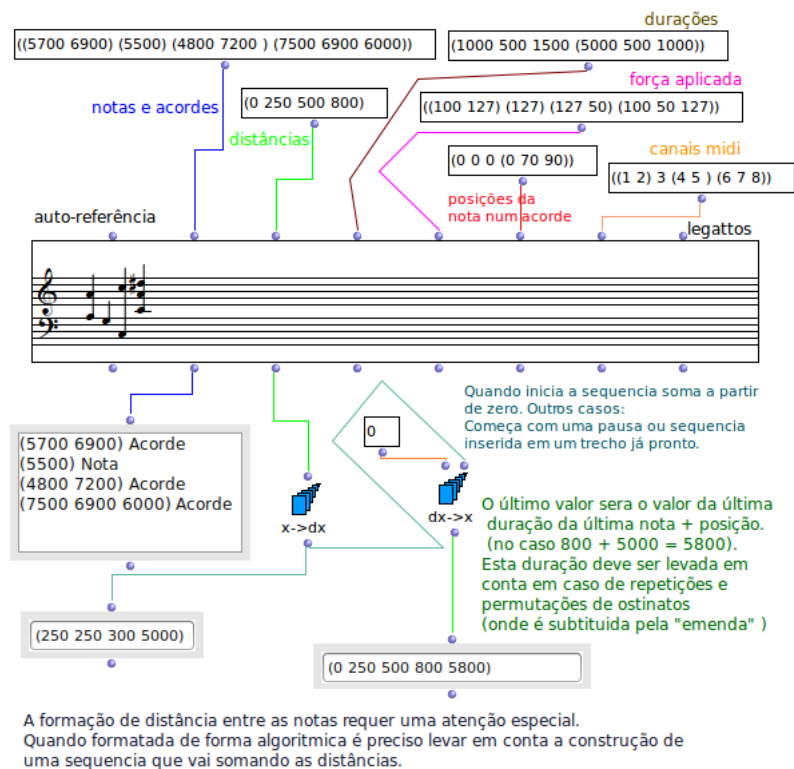 durações
((5700 6900) (5500) (4800 7200 ) (7500 6900 6000))
(1000 500 1500 (5000 500 1000))
força aplicada
notas e acordes
(0 250 500 800)
((100 127) (127) (127 50) (100 50 127))
distâncias
canais midi
(0 0 0 (0 70 90))
((1 2) 3 (4 5 ) (6 7 8))
posições da
nota num acorde
auto-referência
legattos
Quando inicia a sequencia soma a partir
de zero. Outros casos:
Começa com uma pausa ou sequencia
inserida em um trecho já pronto.
0
(5700 6900) Acorde
(5500) Nota
(4800 7200) Acorde
(7500 6900 6000) Acorde
x->dx
dx->x
O último valor sera o valor da última
duração da última nota + posição.
(no caso 800 + 5000 = 5800).
Esta duração deve ser levada em
conta em caso de repetições e
permutações de ostinatos
(onde é subtituida pela "emenda" )
(250 250 300 5000)
(0 250 500 800 5800)
A formação de distância entre as notas requer uma atenção especial.
Quando formatada de forma algoritmica é preciso levar em conta a construção de
uma sequencia que vai somando as distâncias.